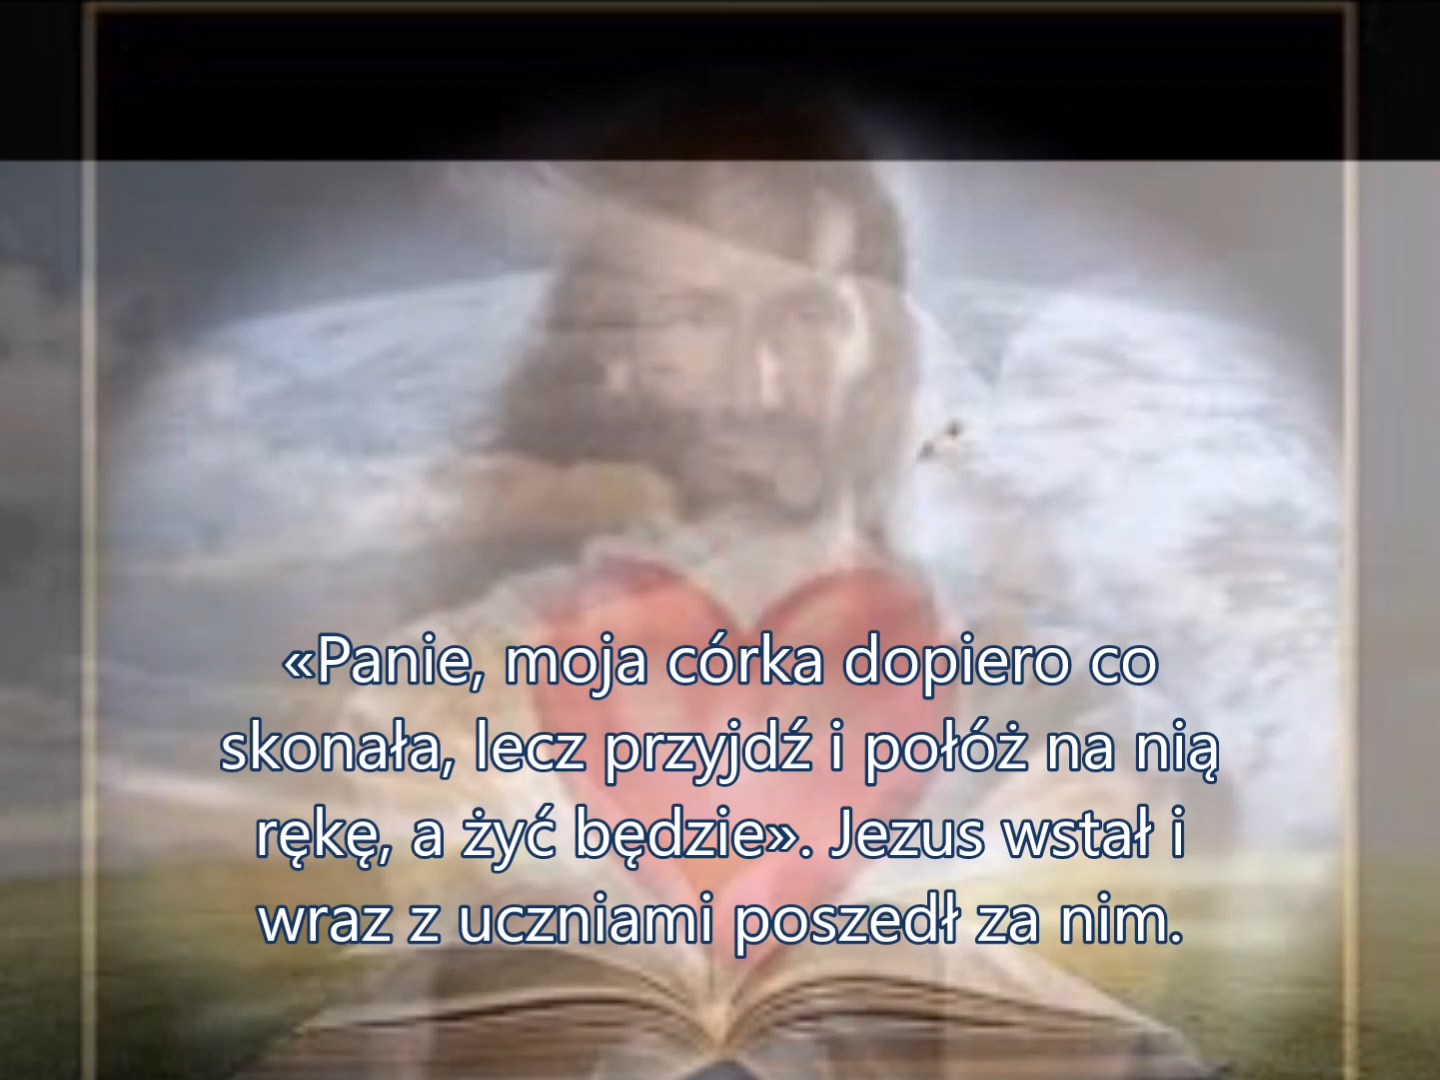 «Panie, moja córka dopiero co
skonała, lecz przyjdź i połóż na nią
rękę, a żyć będzie». Jezus wstał i
wraz z uczniami poszedł za nim.